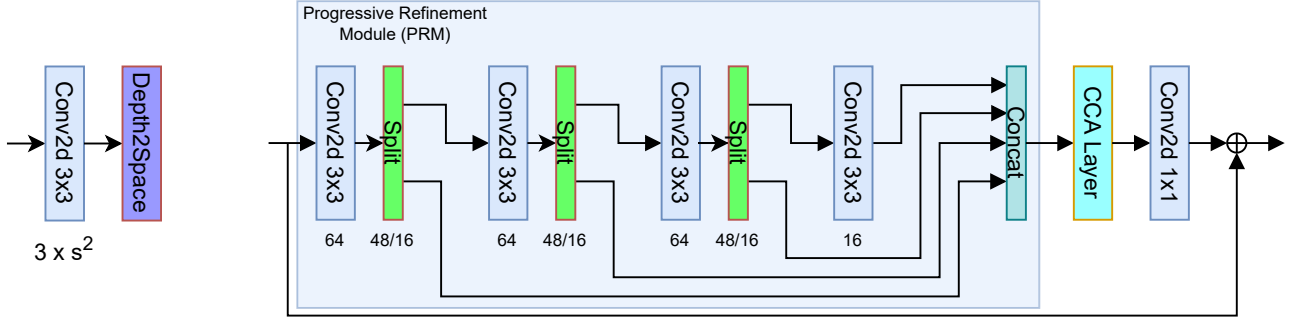 Progressive Refinement
Module (PRM)
Conv2d 3x3
Depth2Space
3 x s²
Conv2d 3x3
Split
Conv2d 3x3
Split
Conv2d 3x3
Split
Conv2d 3x3
Concat
CCA Layer
Conv2d 1x1
64
48/16
64
48/16
64
48/16
16